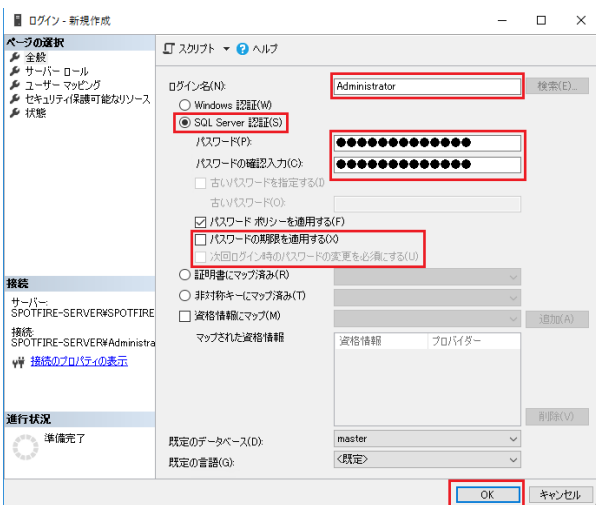 ログイン - 新規作成
ページの選択
全般
サーバー ロール
ユーザー マッピング
セキュリティ保護可能なリソース
状態
スクリプト
ヘルプ
ログイン名(N):
Administrator
検索(E)...
Windows 認証(W)
SQL Server 認証(S)
パスワード(P):
●●●●●●●●●●●●●
パスワードの確認入力(C):
●●●●●●●●●●●●●
古いパスワードを指定する(I
古いパスワード(O):
パスワード ポリシーを適用する(F)
パスワードの期限を適用する(X)
次回ログイン時のパスワードの変更を必須にする(U)
証明書にマップ済み(R)
非対称キーにマップ済み(T)
資格情報にマップ(M)
追加(A)
マップされた資格情報
資格情報 プロバイダー
削除(V)
既定のデータベース(D):
master
既定の言語(G):
<既定>
接続
サーバー:
SPOTFIRE-SERVER¥SPOTFIRE
接続:
SPOTFIRE-SERVER¥Administra
接続のプロパティの表示
進行状況
準備完了
OK
キャンセル